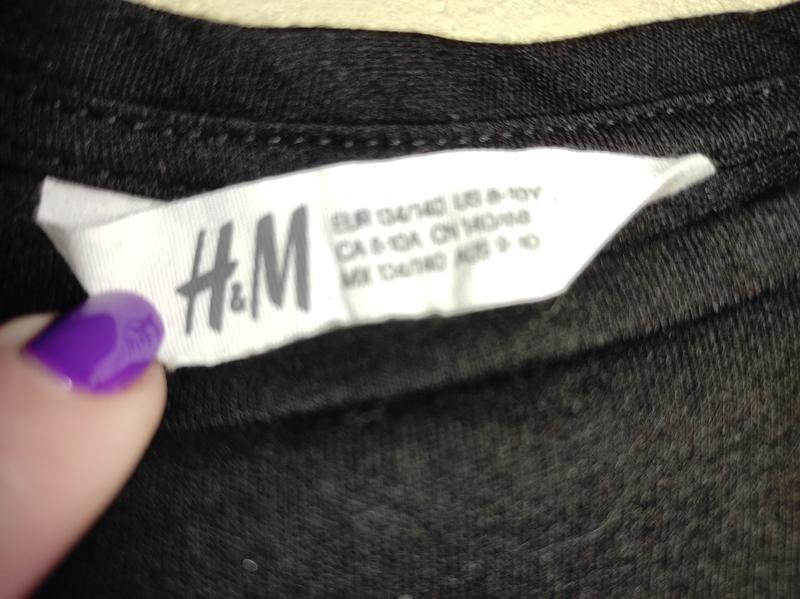 H&M
EUR 134/140 US 8-10Y
CA 8-10A CN 140/68
MX 134/140 AUS 9-10